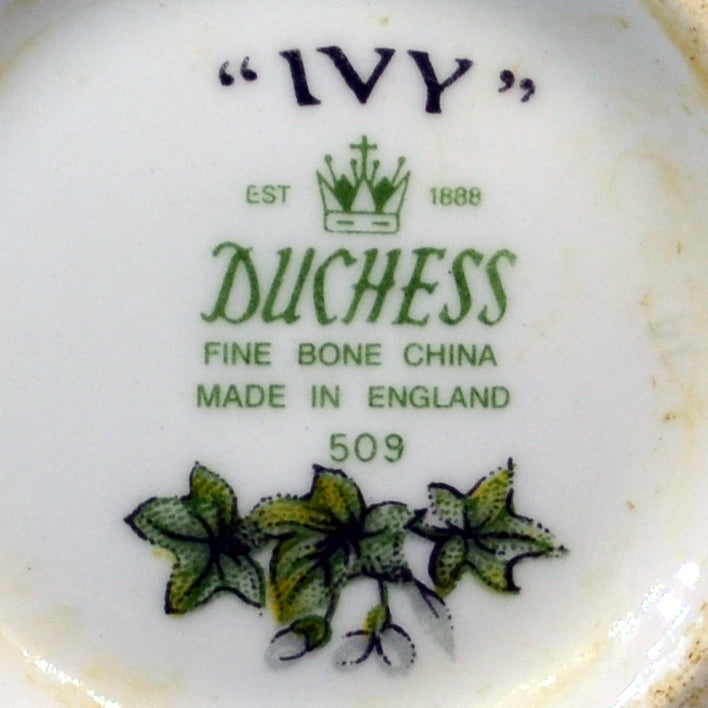 “IVY”
EST 1888
DUCHESS
FINE BONE CHINA
MADE IN ENGLAND
509